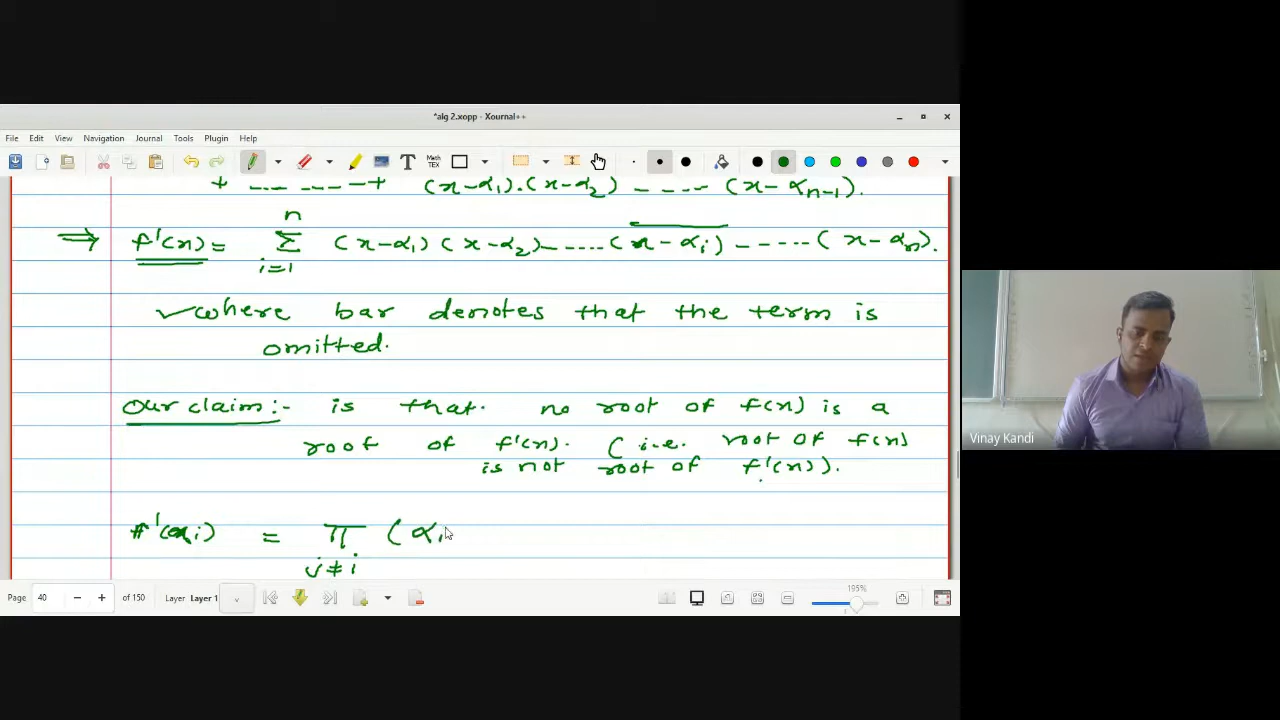 *alg 2.xopp - Xournal++
File Edit View Navigation Journal Tools Plugin Help
+ -- -- --+ (x-α₁).(x-α₂) ---- (x-αₙ₋₁).
⇒ f'(x) = n Σ i=1 (x-α₁)(x-α₂)------(x-αᵢ)------(x-αₙ).
✓where bar denotes that the term is
omitted.
Our claim:- is that. no root of f(x) is a
roof of f'(x). (i.e. root of f(x)
is not root of f'(x)).
f'(αᵢ) = π (αᵢ
j≠i
Page 40 of 150 Layer Layer 1 195%
Vinay Kandi